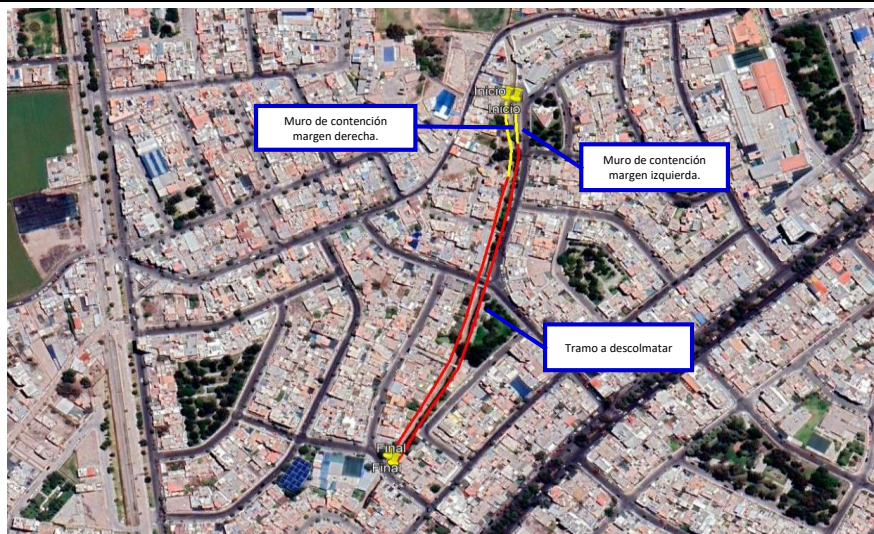 Inicio
Inicio
Muro de contención
margen derecha.
Muro de contención
margen izquierda.
Tramo a descolmatar
Final
Final